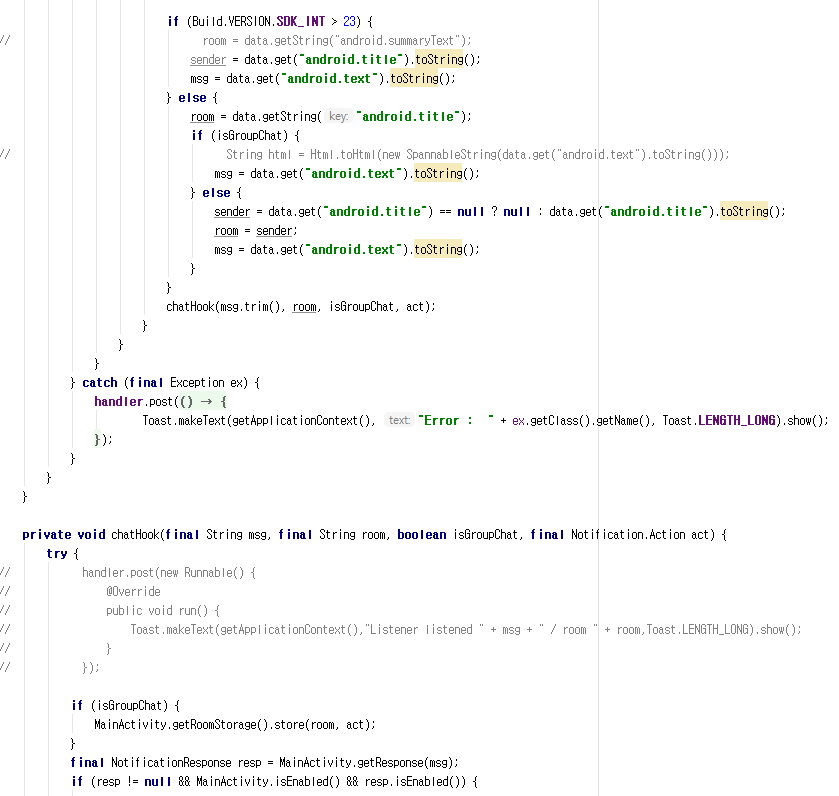 if (Build.VERSION.SDK_INT > 23) {
// room = data.getString("android.summaryText");
sender = data.get("android.title").toString();
msg = data.get("android.text").toString();
} else {
room = data.getString( key: "android.title");
if (isGroupChat) {
// String html = Html.toHtml(new SpannableString(data.get("android.text").toString()));
msg = data.get("android.text").toString();
} else {
sender = data.get("android.title") == null ? null : data.get("android.title").toString();
room = sender;
msg = data.get("android.text").toString();
}
}
chatHook(msg.trim(), room, isGroupChat, act);
}
}
}
} catch (final Exception ex) {
handler.post(() → {
Toast.makeText(getApplicationContext(), text: "Error :  " + ex.getClass().getName(), Toast.LENGTH_LONG).show();
});
}
}
}
private void chatHook(final String msg, final String room, boolean isGroupChat, final Notification.Action act) {
try {
// handler.post(new Runnable() {
// @Override
// public void run() {
// Toast.makeText(getApplicationContext(),"Listener listened " + msg + " / room " + room,Toast.LENGTH_LONG).show();
// }
// });
if (isGroupChat) {
MainActivity.getRoomStorage().store(room, act);
}
final NotificationResponse resp = MainActivity.getResponse(msg);
if (resp != null && MainActivity.isEnabled() && resp.isEnabled()) {